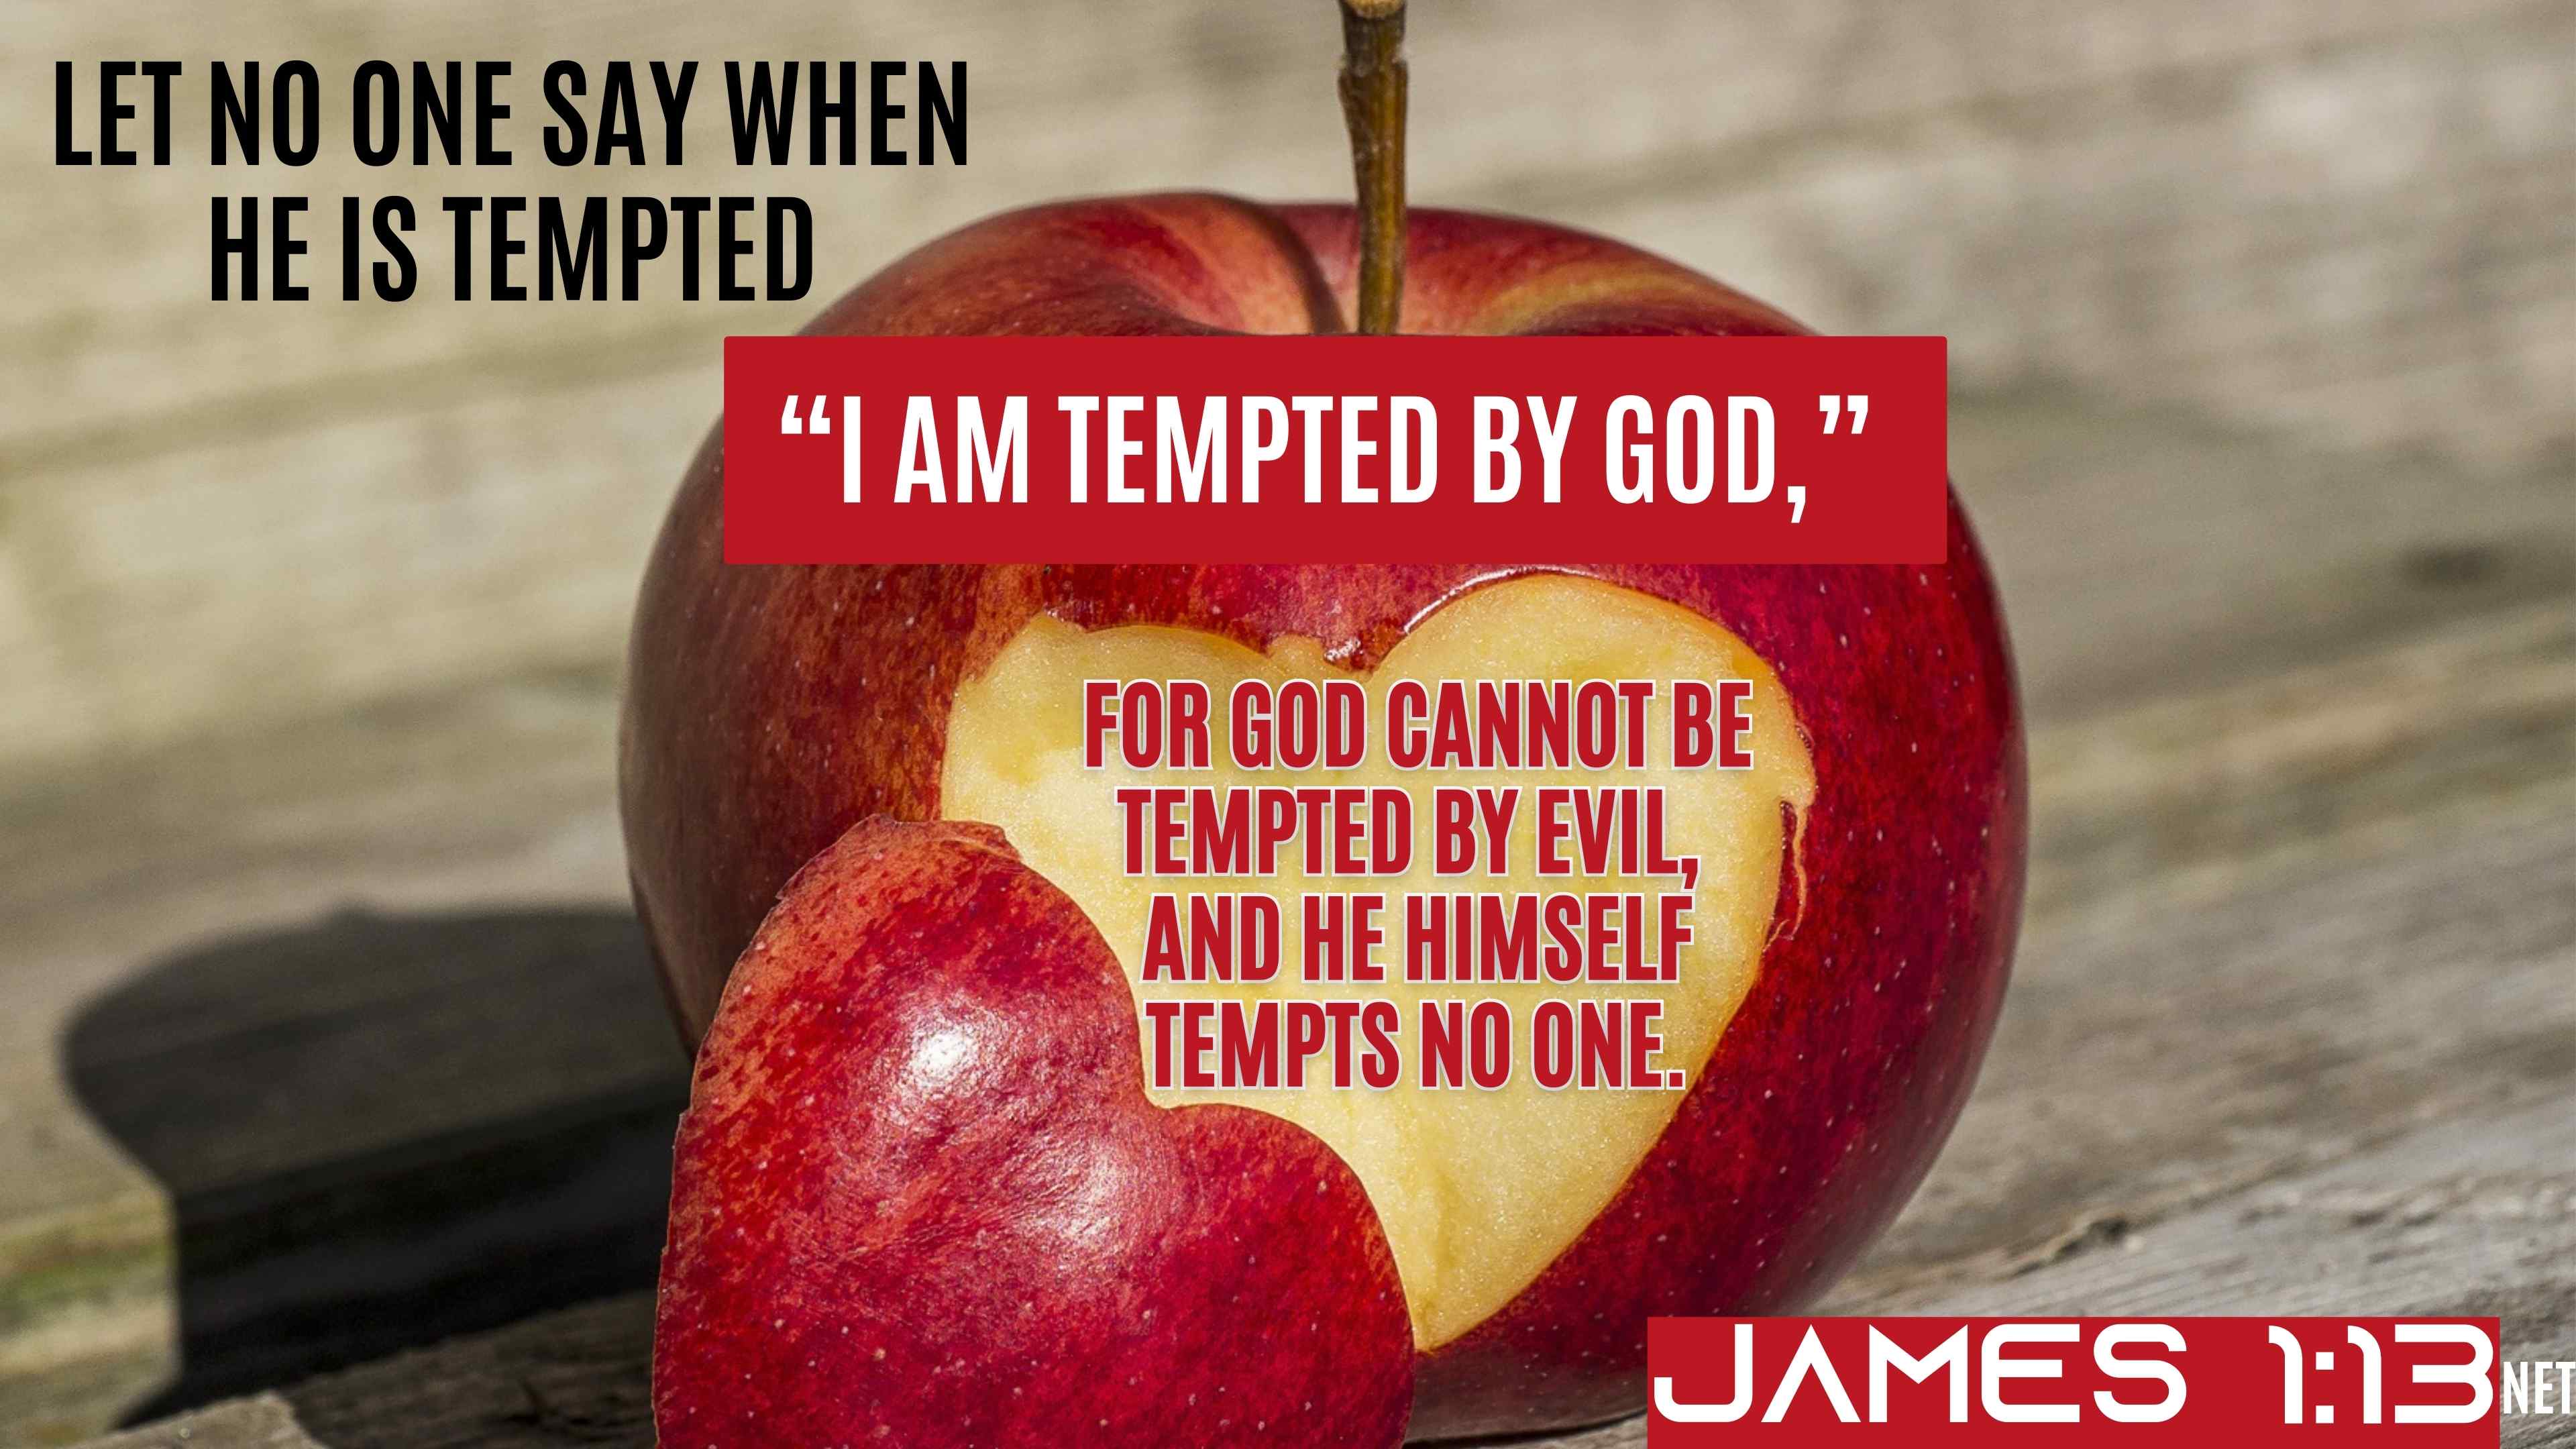 LET NO ONE SAY WHEN
HE IS TEMPTED
“I AM TEMPTED BY GOD,”
FOR GOD CANNOT BE
TEMPTED BY EVIL,
AND HE HIMSELF
TEMPTS NO ONE.
JAMES 1:13 NET